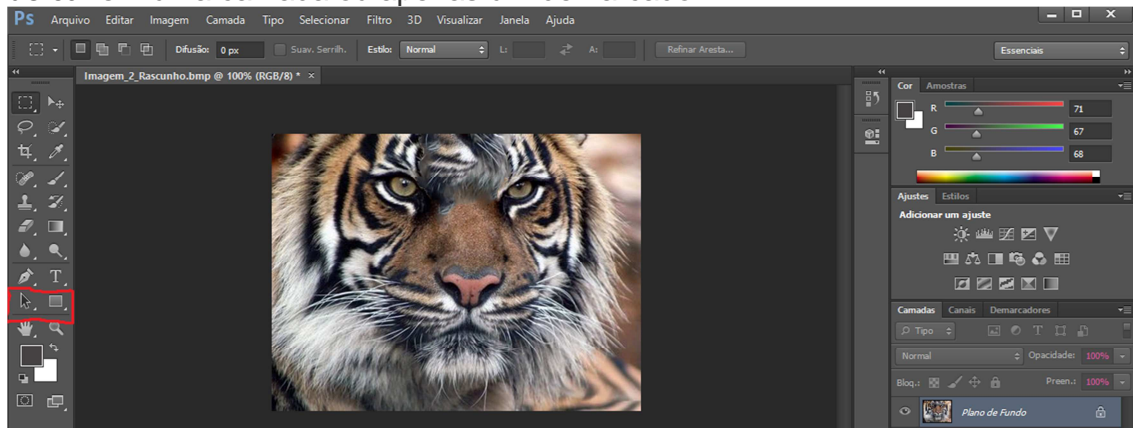 Ps Arquivo Editar Imagem Camada Tipo Selecionar Filtro 3D Visualizar Janela Ajuda
Difusão: 0 px Suav. Serrilh. Estilo: Normal L: A: Refinar Aresta... Essenciais
Imagem_2_Rascunho.bmp @ 100% (RGB/8) * ×
Cor Amostras
R 71
G 67
B 68
Ajustes Estilos
Adicionar um ajuste
T
Camadas Canais Demarcadores
Tipo T
Normal Opacidade: 100%
Bloq.: Preen.: 100%
Plano de Fundo